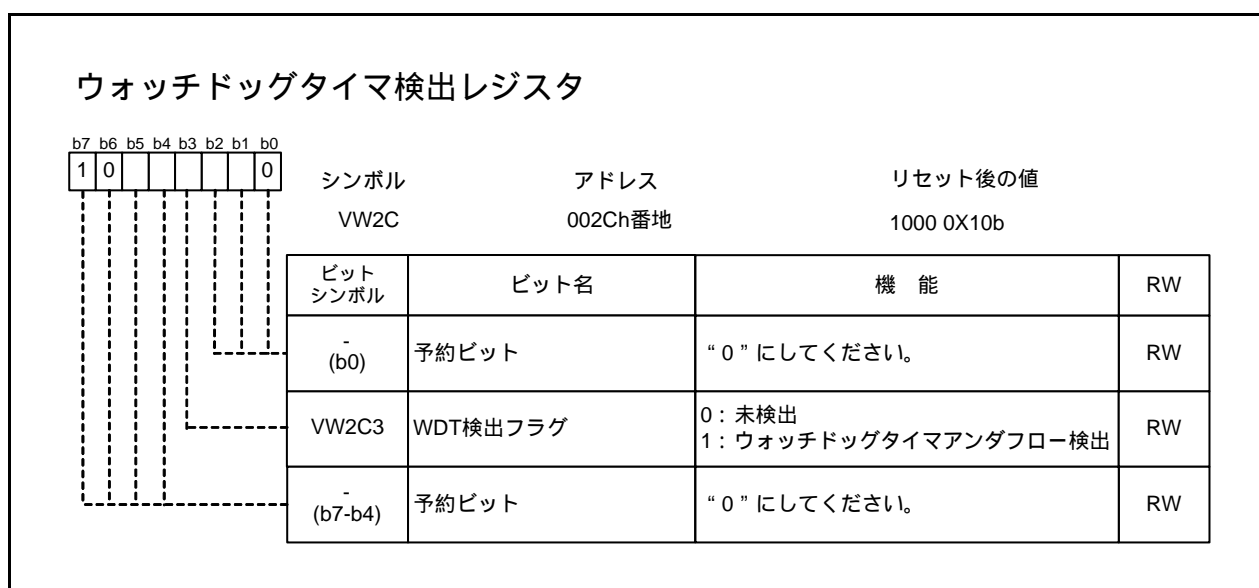 ウォッチドッグタイマ検出レジスタ
b7 b6 b5 b4 b3 b2 b1 b0
1 0 0
シンボル アドレス リセット後の値
VW2C 002Ch番地 1000 0X10b
ビット
シンボル
ビット名 機 能 RW
-
(b0)
予約ビット “ 0 ” にしてください。 RW
VW2C3 WDT検出フラグ
0 : 未検出
1 : ウォッチドッグタイマアンダフロー検出
RW
-
(b7-b4)
予約ビット “ 0 ” にしてください。 RW